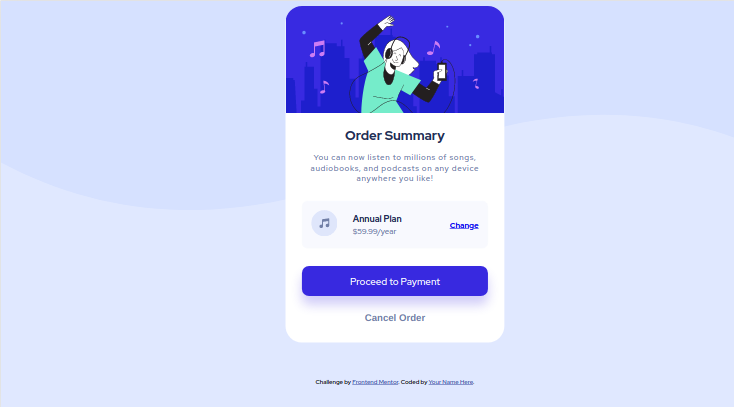 Order Summary
You can now listen to millions of songs,
audiobooks, and podcasts on any device
anywhere you like!
Annual Plan
$59.99/year
Change
Proceed to Payment
Cancel Order
Challenge by Frontend Mentor. Coded by Your Name Here.